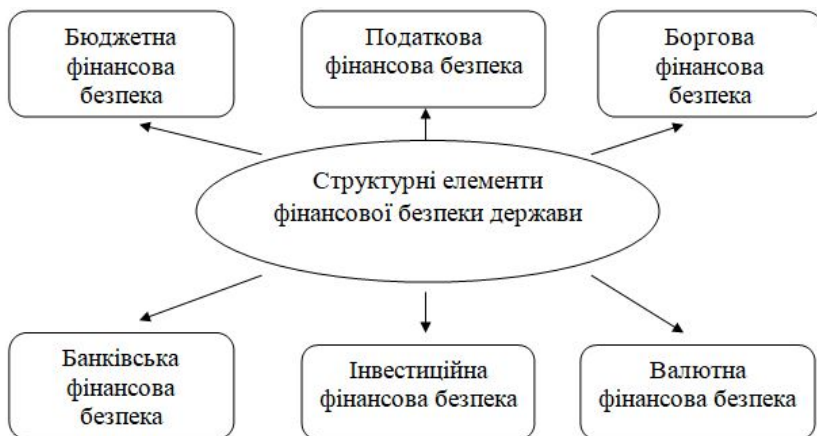 Бюджетна
фінансова
безпека
Податкова
фінансова безпека
Боргова
фінансова
безпека
Структурні елементи
фінансової безпеки держави
Банківська
фінансова
безпека
Інвестиційна
фінансова безпека
Валютна
фінансова безпека